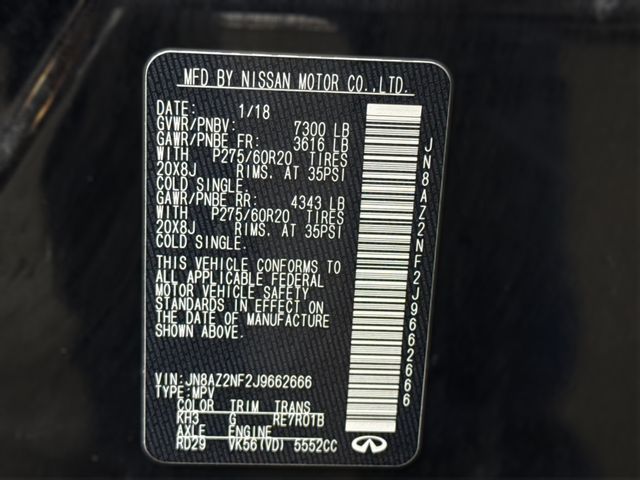 MFD BY NISSAN MOTOR CO.,LTD.
DATE: 1/18
GVWR/PNBV: 7300 LB
GAWR/PNBE FR: 3616 LB
WITH P275/60R20 TIRES
20X8J RIMS. AT 35PSI
COLD SINGLE.
GAWR/PNBE RR: 4343 LB
WITH P275/60R20 TIRES
20X8J RIMS. AT 35PSI
COLD SINGLE.
THIS VEHICLE CONFORMS TO
ALL APPLICABLE FEDERAL
MOTOR VEHICLE SAFETY
STANDARDS IN EFFECT ON
THE DATE OF MANUFACTURE
SHOWN ABOVE.
VIN: JN8AZ2NF2J9662666
TYPE: MPV
COLOR TRIM TRANS
KH3 G RE7R01B
AXLE ENGINE
RD29 VK56(VD) 5552CC
JN8AZ2NF2J9662666